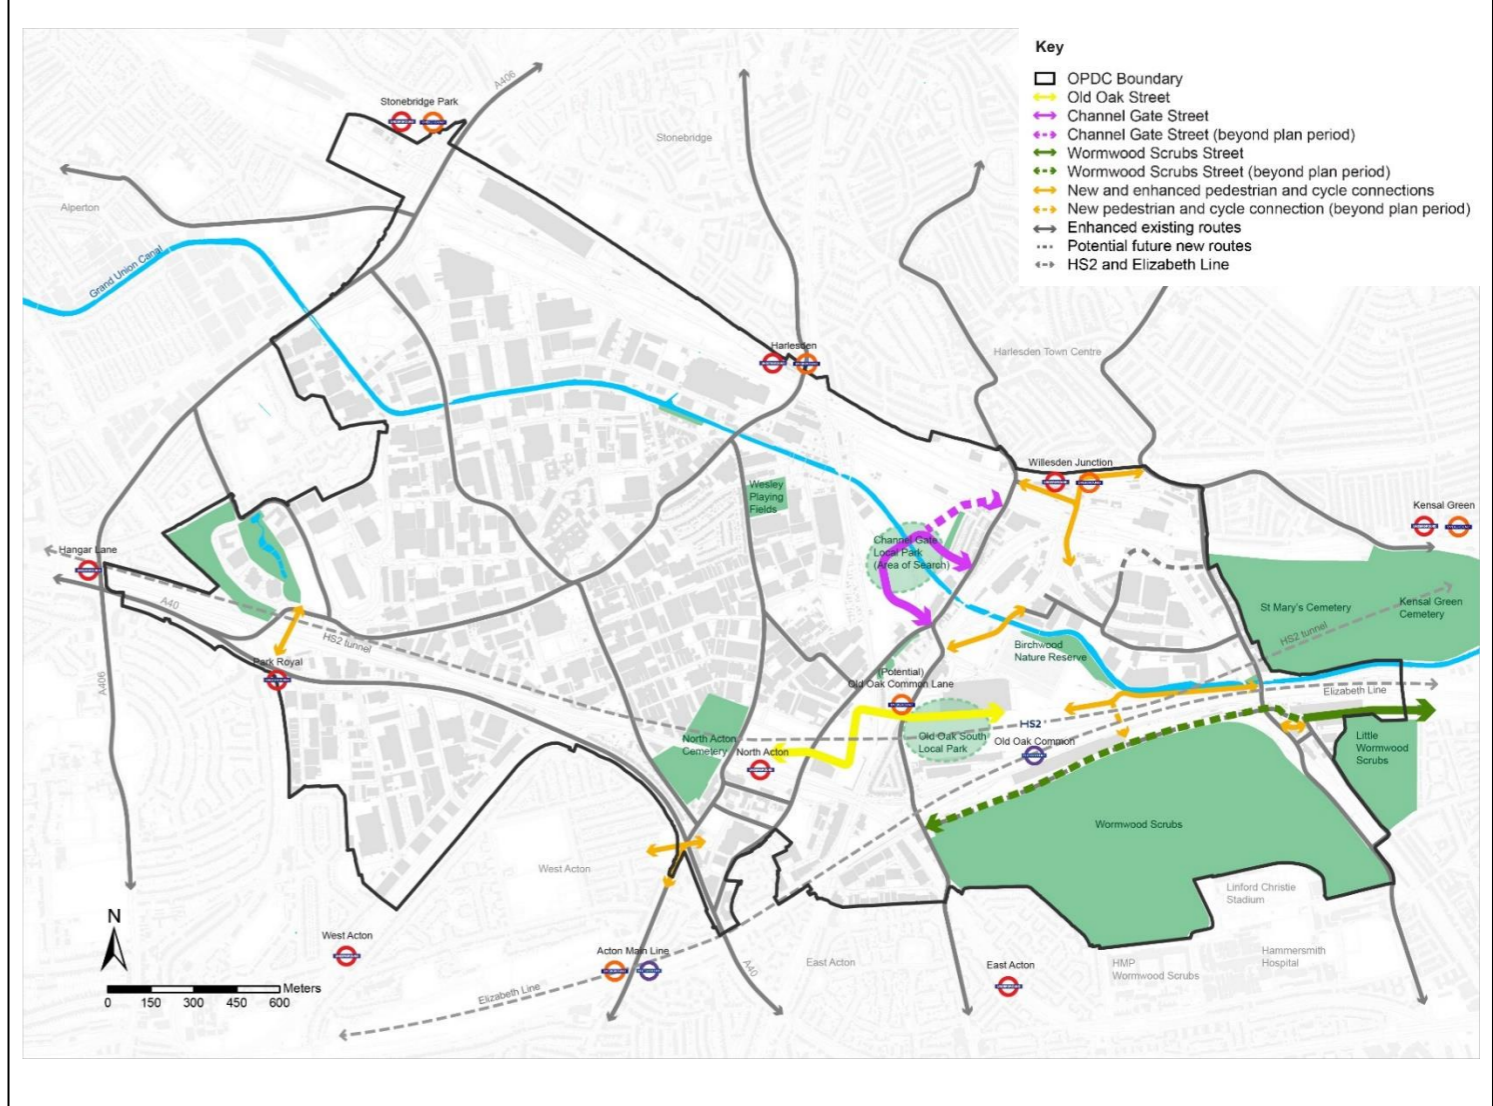 Key
OPDC Boundary
Old Oak Street
Channel Gate Street
Channel Gate Street (beyond plan period)
Wormwood Scrubs Street
Wormwood Scrubs Street (beyond plan period)
New and enhanced pedestrian and cycle connections
New pedestrian and cycle connection (beyond plan period)
Enhanced existing routes
Potential future new routes
HS2 and Elizabeth Line
A406
Stonebridge Park
Stonebridge
Alperton
Grand Union Canal
Harlesden
Harlesden Town Centre
Willesden Junction
Kensal Green
Wesley
Playing
Fields
Channel Gate
Local Park
(Area of Search)
Hangar Lane
A40
HS2 tunnel
Park Royal
A406
St Mary's Cemetery
Kensal Green
Cemetery
HS2 tunnel
Birchwood
Nature Reserve
(Potential)
Old Oak Common Lane
Elizabeth Line
HS2
Old Oak Common
Old Oak South
Local Park
North Acton
Cemetery
North Acton
Little
Wormwood
Scrubs
Wormwood Scrubs
West Acton
Linford Christie
Stadium
N
West Acton
Acton Main Line
A40
East Acton
East Acton
HMP
Wormwood Scrubs
Hammersmith
Hospital
Elizabeth Line
Meters
0 150 300 450 600